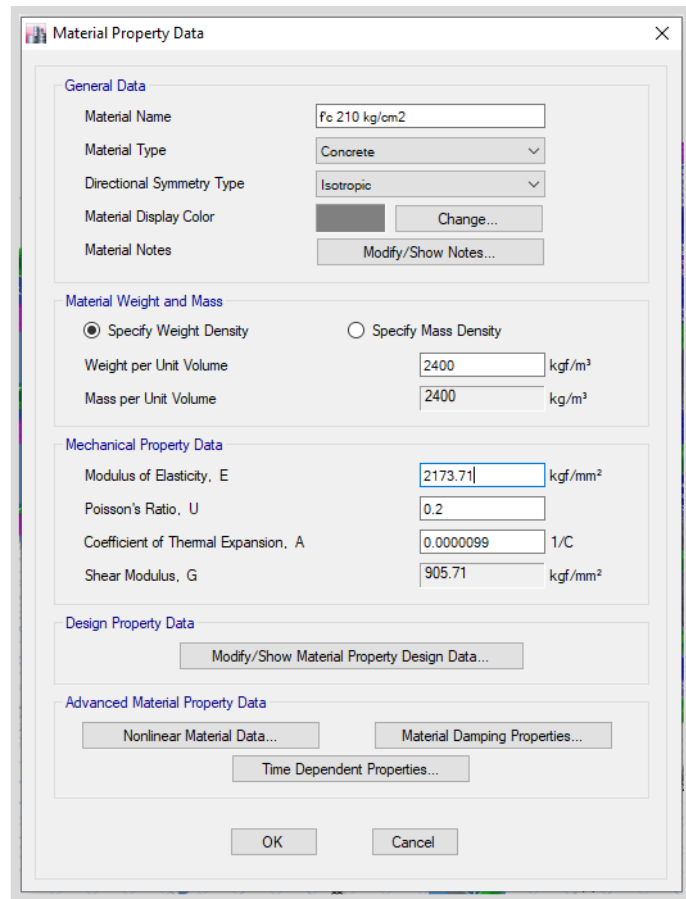 Material Property Data
General Data
Material Name f'c 210 kg/cm2
Material Type Concrete
Directional Symmetry Type Isotropic
Material Display Color Change...
Material Notes Modify/Show Notes...
Material Weight and Mass
Specify Weight Density Specify Mass Density
Weight per Unit Volume 2400 kgf/m³
Mass per Unit Volume 2400 kg/m³
Mechanical Property Data
Modulus of Elasticity, E 2173.71 kgf/mm²
Poisson's Ratio, U 0.2
Coefficient of Thermal Expansion, A 0.0000099 1/C
Shear Modulus, G 905.71 kgf/mm²
Design Property Data
Modify/Show Material Property Design Data...
Advanced Material Property Data
Nonlinear Material Data... Material Damping Properties...
Time Dependent Properties...
OK Cancel